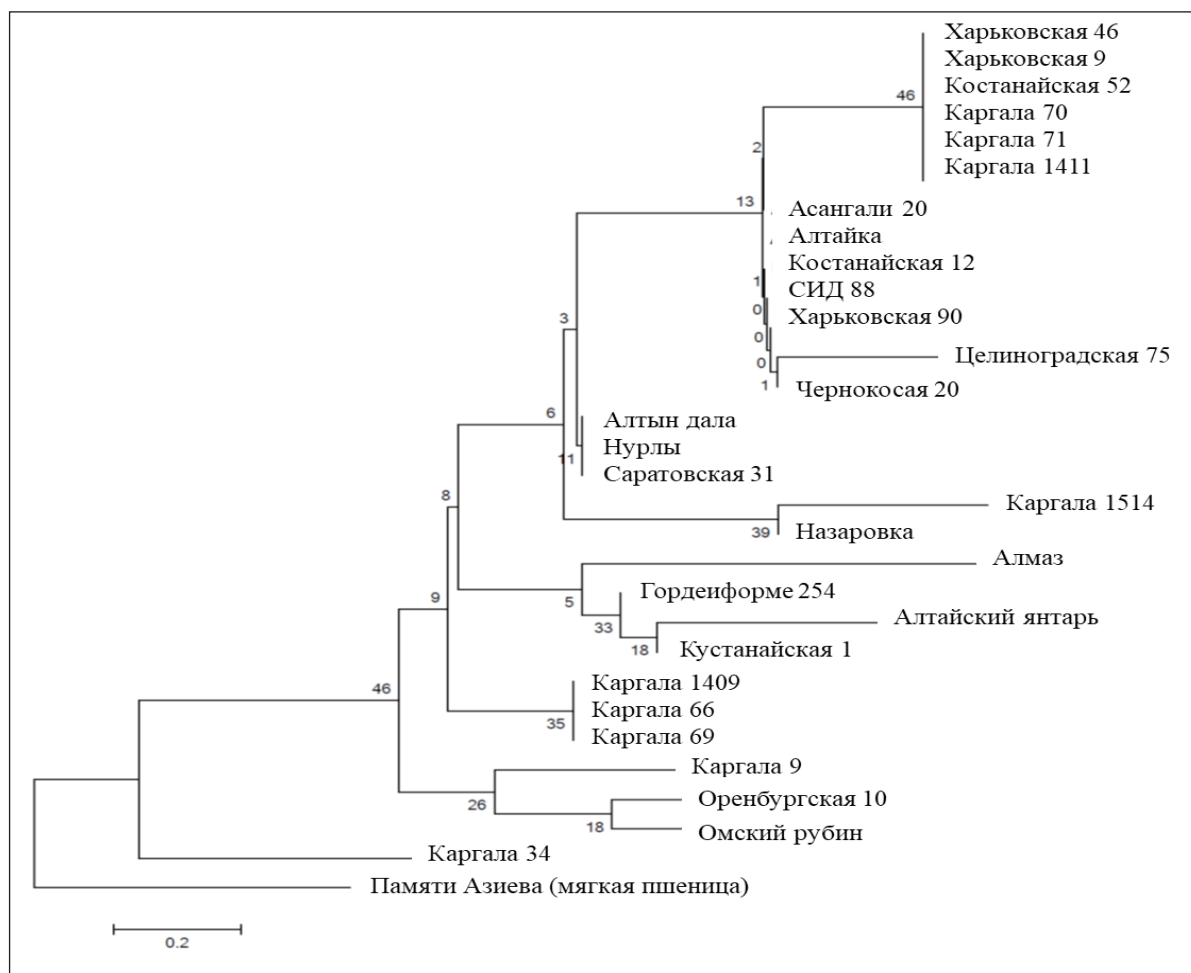 Харьковская 46
Харьковская 9
46
Костанайская 52
Каргала 70
Каргала 71
2
Каргала 1411
13
Асангали 20
Алтайка
Костанайская 12
1
СИД 88
0
Харьковская 90
3
0
0
Целиноградская 75
1
Чернокосая 20
6
Алтын дала
Нурлы
11
Саратовская 31
8
Каргала 1514
39
Назаровка
Алмаз
9
5
Гордеиформе 254
33
Алтайский янтарь
18
Кустанайская 1
46
Каргала 1409
Каргала 66
35
Каргала 69
Каргала 9
26
Оренбургская 10
18
Омский рубин
Каргала 34
Памяти Азиева (мягкая пшеница)
0.2